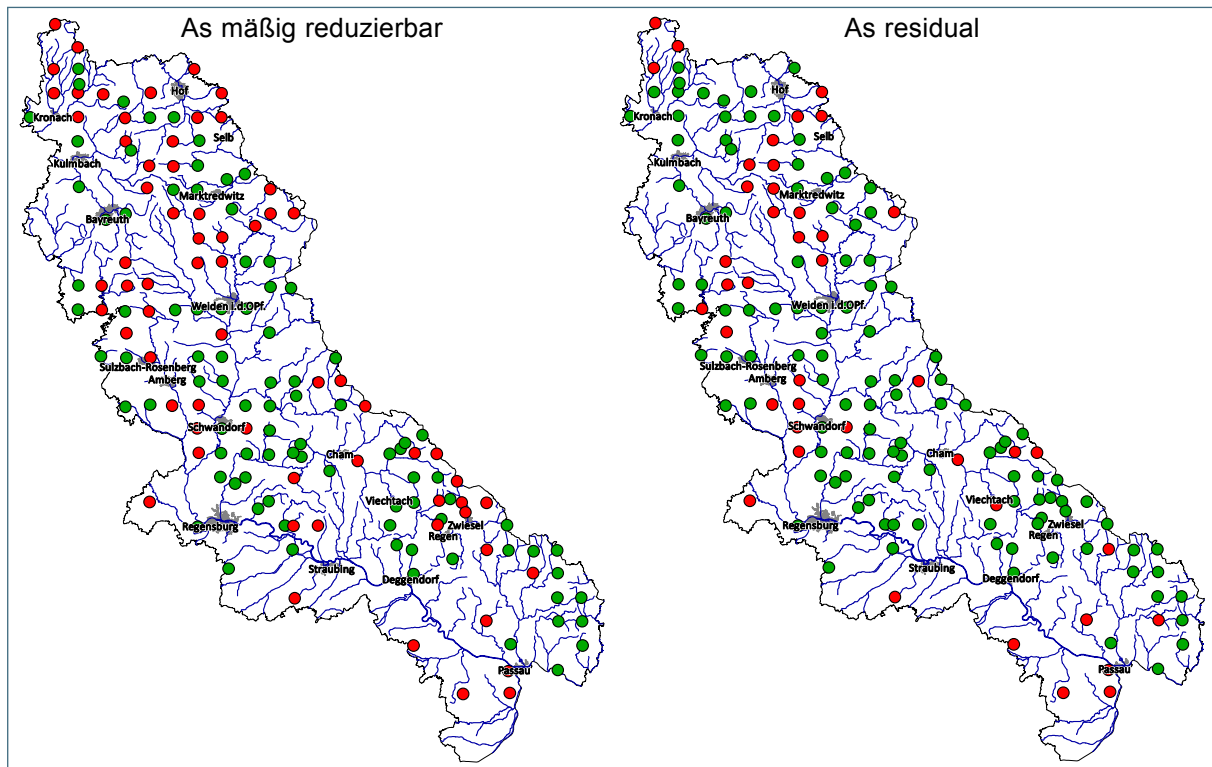 As mäßig reduzierbar
Hof
Kronach
Selb
Kulmbach
Marktredwitz
Bayreuth
Weiden i.d.OPf.
Sulzbach-Rosenberg
Amberg
Schwandorf
Cham
Viechtach
Regensburg
Zwiesel
Regen
Straubing
Deggendorf
Passau
As residual
Hof
Kronach
Selb
Kulmbach
Marktredwitz
Bayreuth
Weiden i.d.OPf.
Sulzbach-Rosenberg
Amberg
Schwandorf
Cham
Viechtach
Regensburg
Zwiesel
Regen
Straubing
Deggendorf
Passau